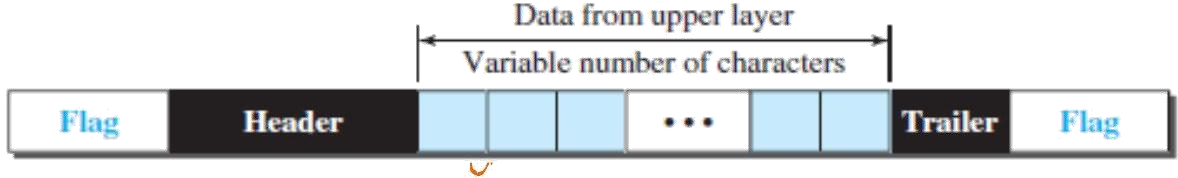 Data from upper layer
Variable number of characters
Flag Header ••• Trailer Flag